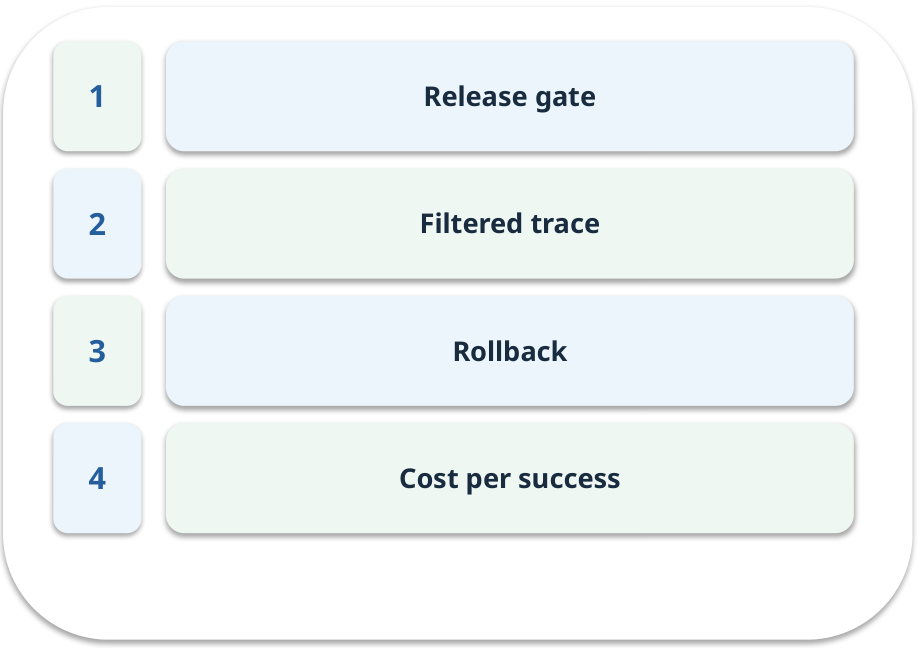 1
Release gate
2
Filtered trace
3
Rollback
4
Cost per success